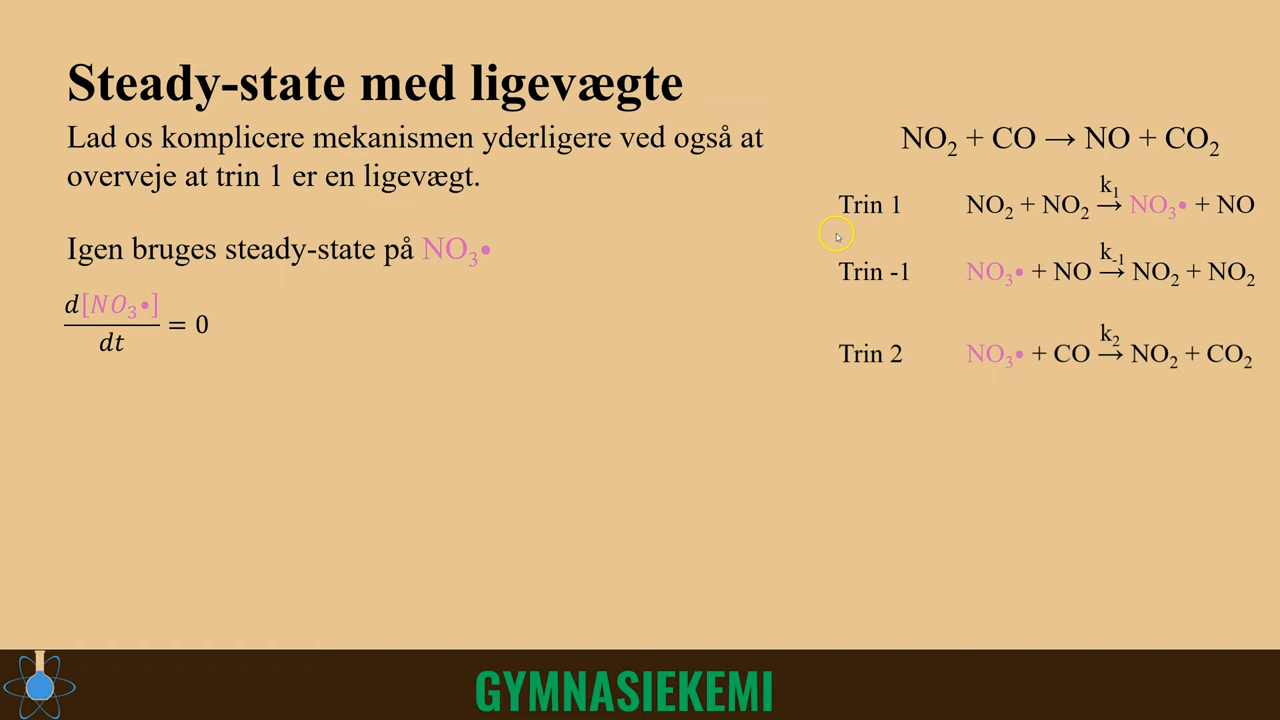 Steady-state med ligevægte
Lad os komplicere mekanismen yderligere ved også at
overveje at trin 1 er en ligevægt.
Igen bruges steady-state på NO₃•
d[NO₃•]/dt = 0
NO₂ + CO → NO + CO₂
Trin 1 NO₂ + NO₂ →(k₁) NO₃• + NO
Trin -1 NO₃• + NO →(k₋₁) NO₂ + NO₂
Trin 2 NO₃• + CO →(k₂) NO₂ + CO₂
GYMNASIEKEMI